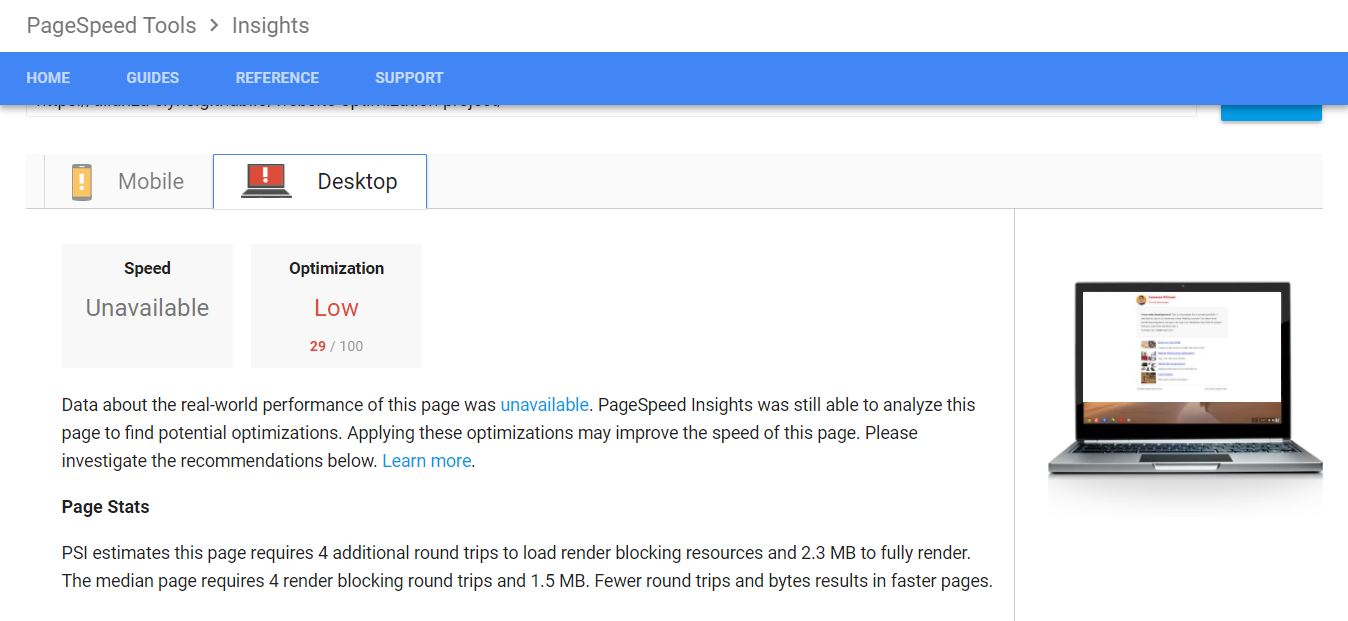 PageSpeed Tools > Insights
HOME GUIDES REFERENCE SUPPORT
Mobile Desktop
Speed Optimization
Unavailable Low
29 / 100
Data about the real-world performance of this page was unavailable. PageSpeed Insights was still able to analyze this
page to find potential optimizations. Applying these optimizations may improve the speed of this page. Please
investigate the recommendations below. Learn more.
Page Stats
PSI estimates this page requires 4 additional round trips to load render blocking resources and 2.3 MB to fully render.
The median page requires 4 render blocking round trips and 1.5 MB. Fewer round trips and bytes results in faster pages.